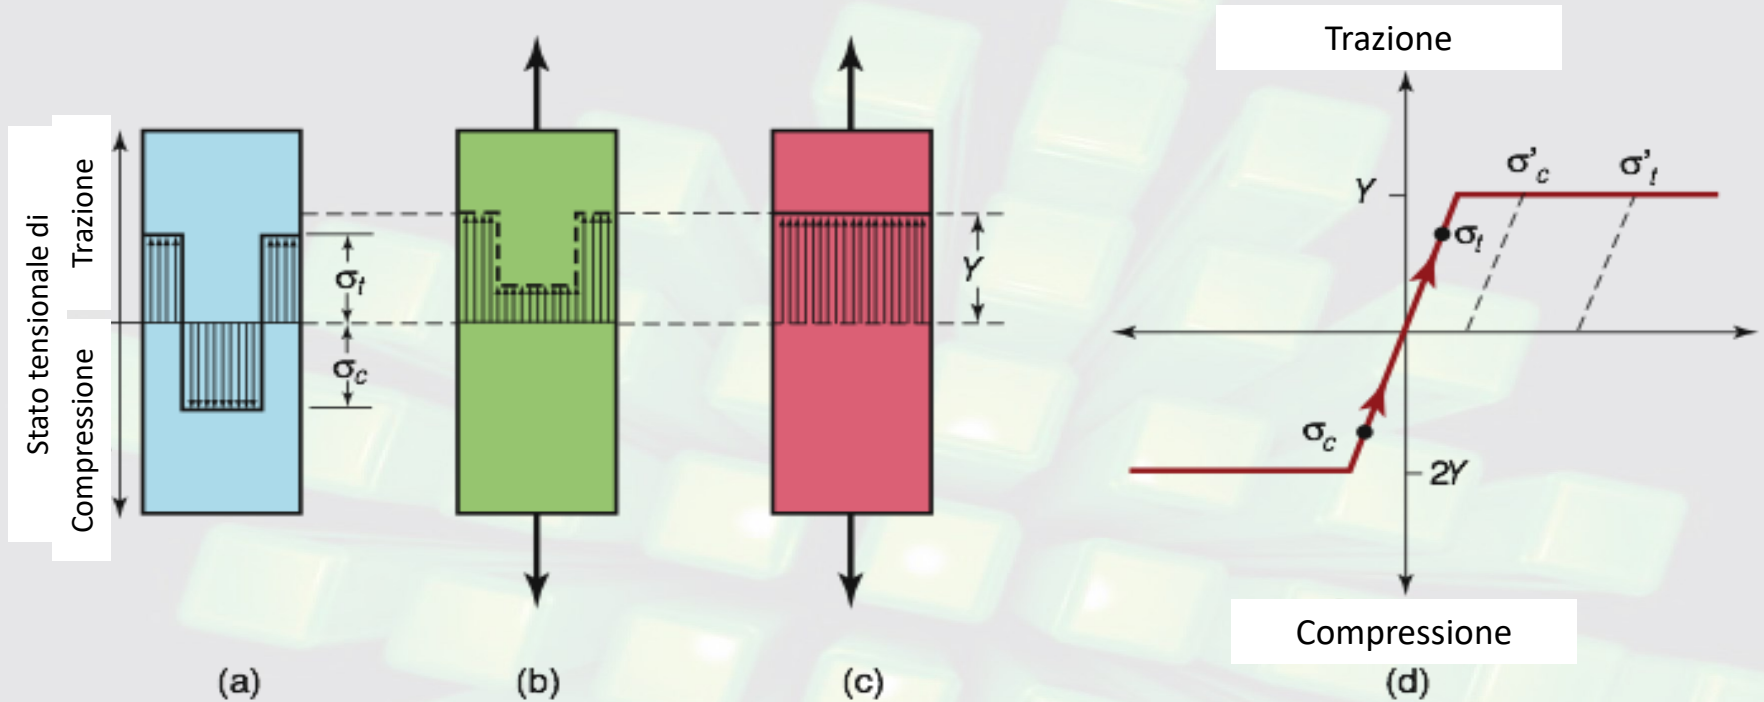 Stato tensionale di
Trazione
Compressione
σt
σc
Y
Trazione
Y
σ'c
σ't
σt
σc
2Y
Compressione
(a)
(b)
(c)
(d)